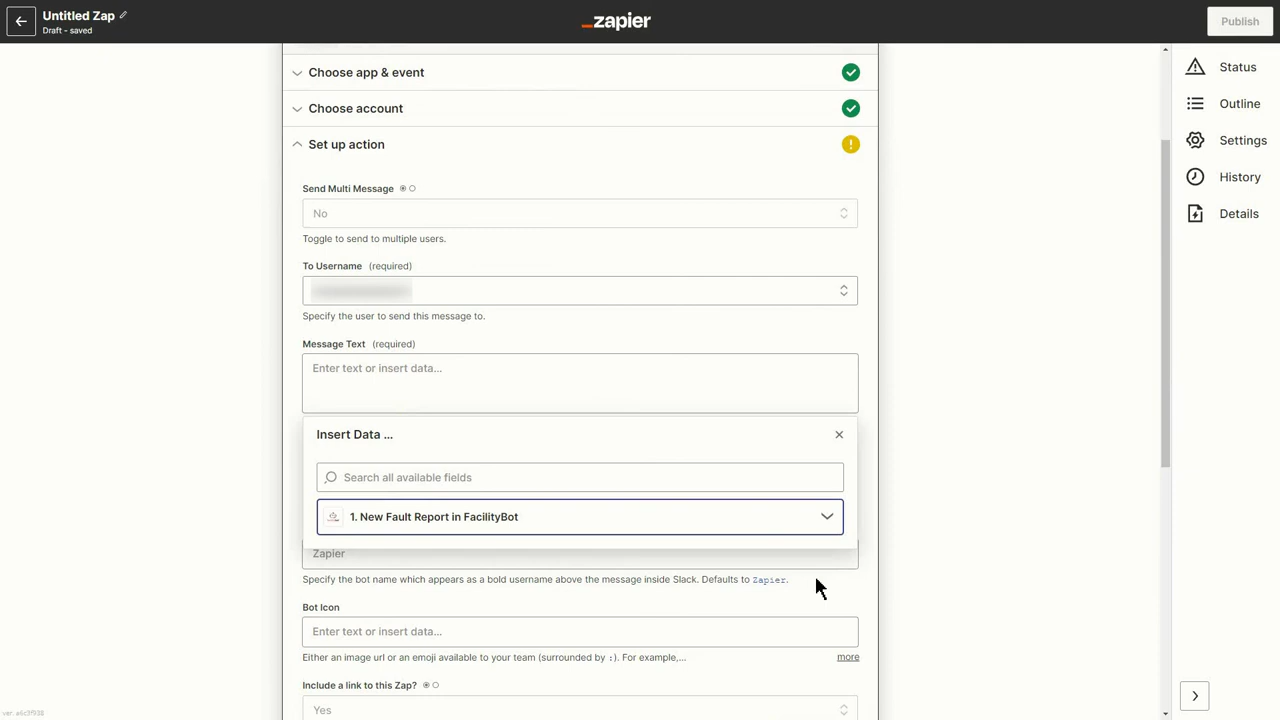 Untitled Zap
Draft - saved
_zapier
Publish
Choose app & event
Choose account
Set up action
Send Multi Message
No
Toggle to send to multiple users.
To Username (required)
Specify the user to send this message to.
Message Text (required)
Enter text or insert data...
Insert Data ...
Search all available fields
1. New Fault Report in FacilityBot
Zapier
Specify the bot name which appears as a bold username above the message inside Slack. Defaults to Zapier.
Bot Icon
Enter text or insert data...
Either an image url or an emoji available to your team (surrounded by :). For example,...
more
Include a link to this Zap?
Yes
Status
Outline
Settings
History
Details